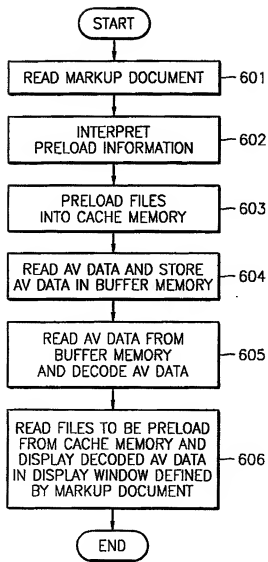 START
READ MARKUP DOCUMENT
601
INTERPRET
PRELOAD INFORMATION
602
PRELOAD FILES
INTO CACHE MEMORY
603
READ AV DATA AND STORE
AV DATA IN BUFFER MEMORY
604
READ AV DATA FROM
BUFFER MEMORY
AND DECODE AV DATA
605
READ FILES TO BE PRELOAD
FROM CACHE MEMORY AND
DISPLAY DECODED AV DATA
IN DISPLAY WINDOW DEFINED
BY MARKUP DOCUMENT
606
END